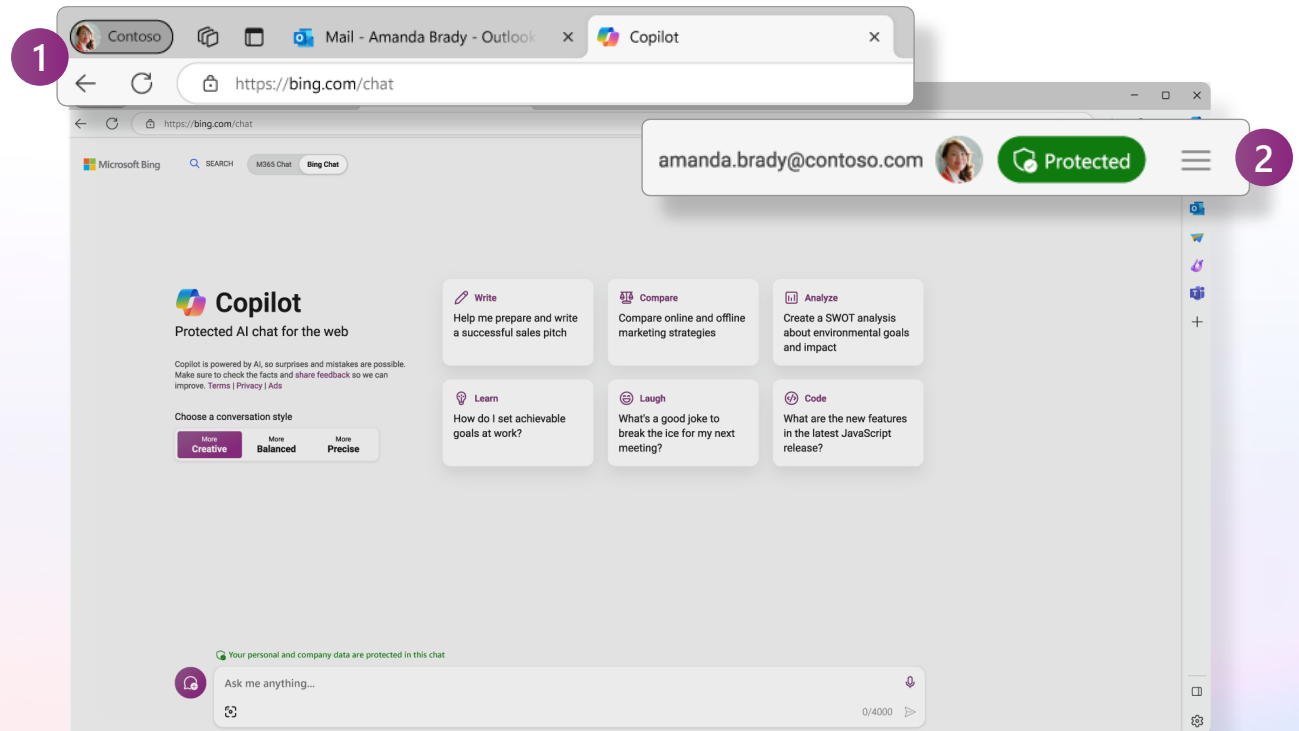 1
Contoso
Mail - Amanda Brady - Outlook
Copilot
https://bing.com/chat
https://bing.com/chat
amanda.brady@contoso.com
Protected
2
Microsoft Bing
SEARCH
M365 Chat
Bing Chat
Copilot
Protected AI chat for the web
Copilot is powered by AI, so surprises and mistakes are possible.
Make sure to check the facts and share feedback so we can
improve. Terms | Privacy | Ads
Choose a conversation style
More
Creative
More
Balanced
More
Precise
Write
Help me prepare and write
a successful sales pitch
Compare
Compare online and offline
marketing strategies
Analyze
Create a SWOT analysis
about environmental goals
and impact
Learn
How do I set achievable
goals at work?
Laugh
What's a good joke to
break the ice for my next
meeting?
Code
What are the new features
in the latest JavaScript
release?
Your personal and company data are protected in this chat
Ask me anything...
0/4000